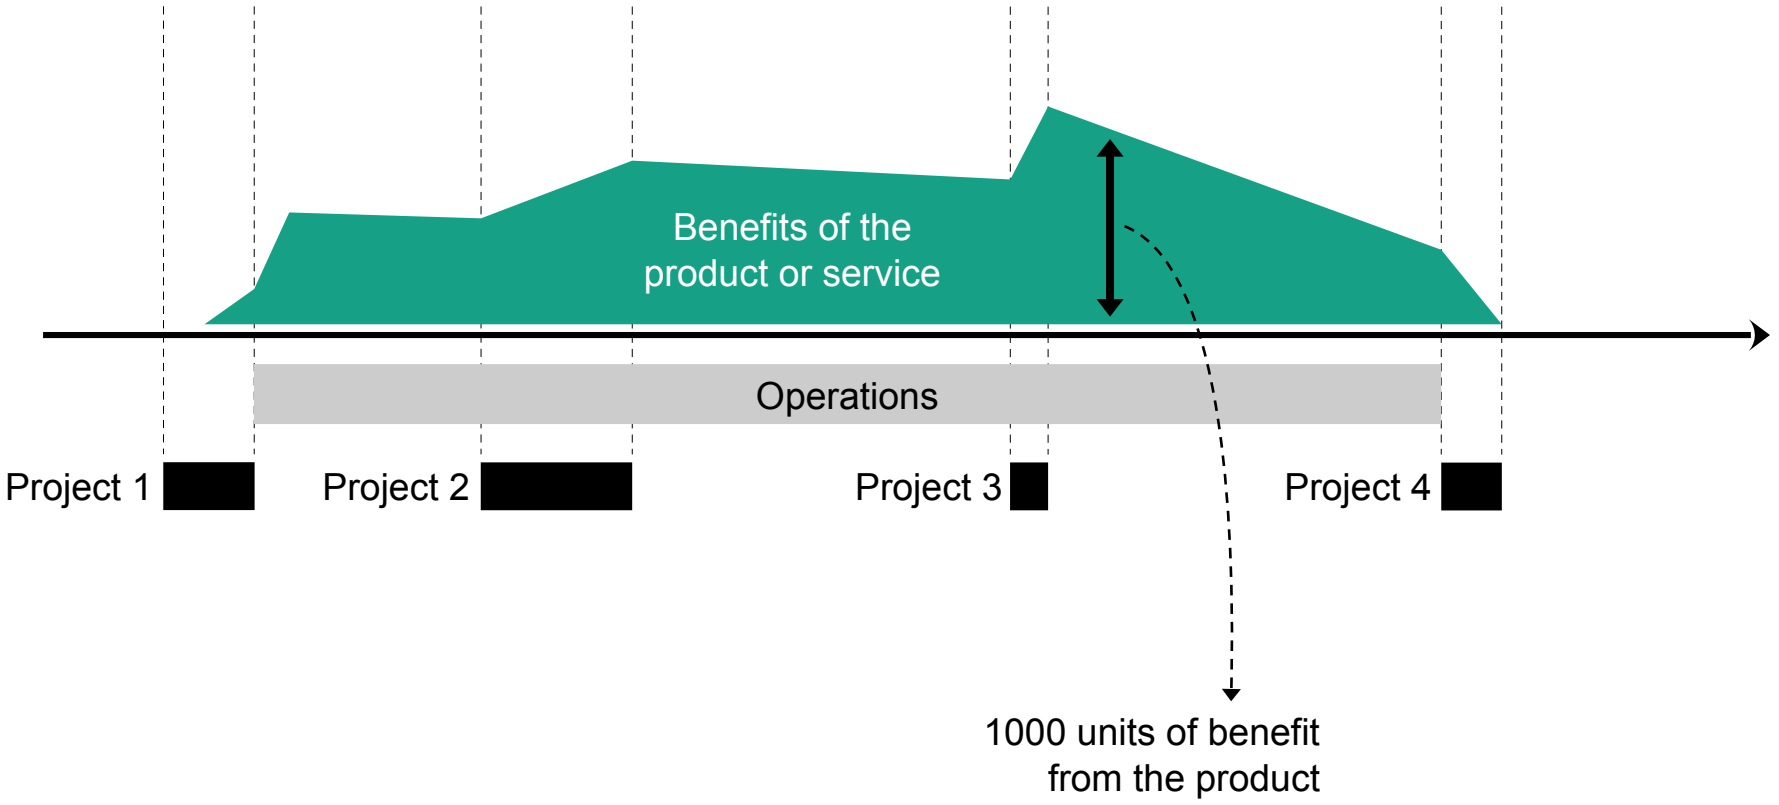 Benefits of the
product or service
Operations
Project 1
Project 2
Project 3
Project 4
1000 units of benefit
from the product